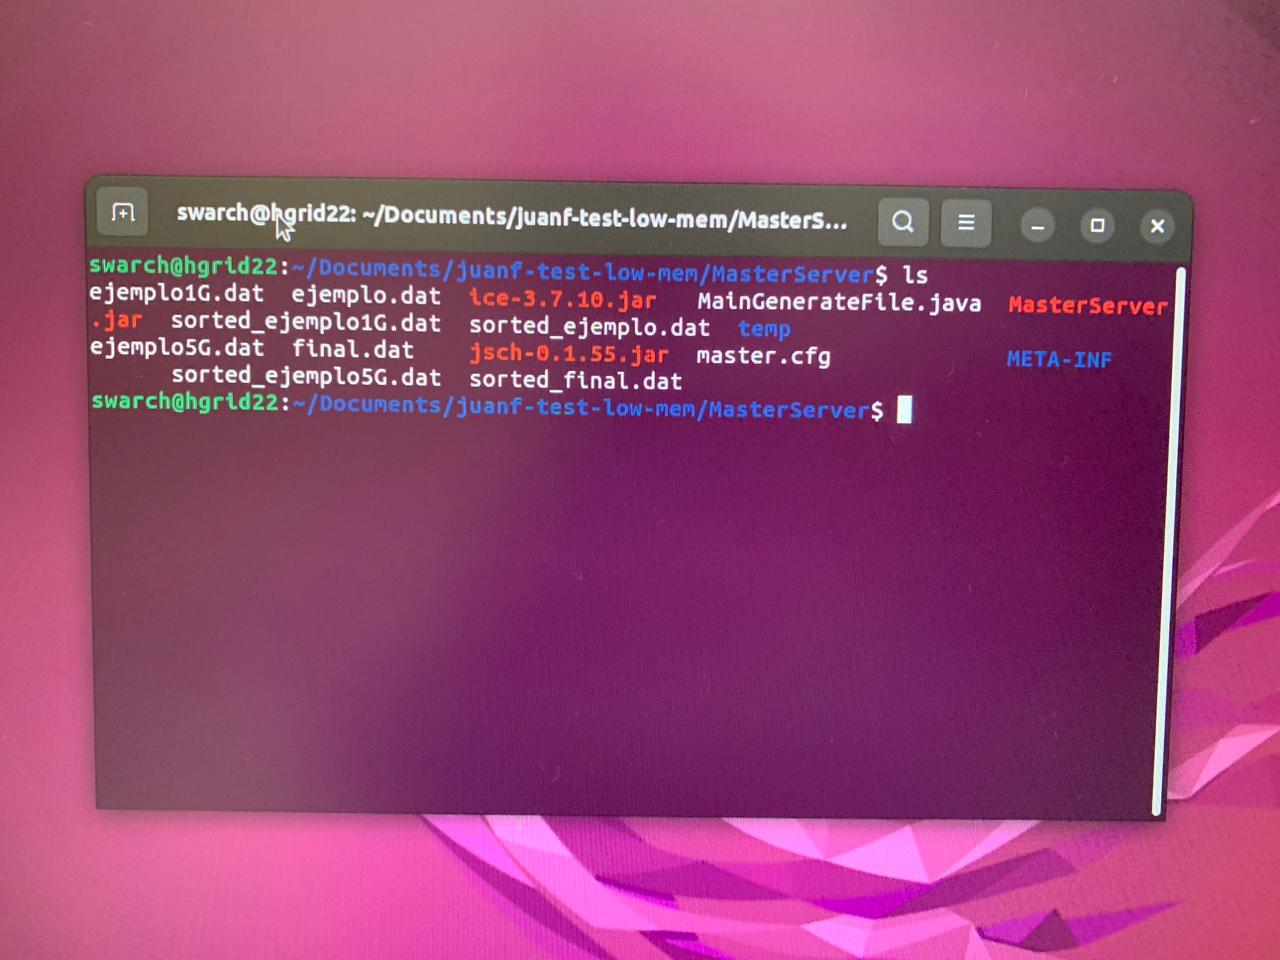 swarch@hgrid22: ~/Documents/juanf-test-low-mem/MasterS...
swarch@hgrid22:~/Documents/juanf-test-low-mem/MasterServer$ ls
ejemplo1G.dat  ejemplo.dat  ice-3.7.10.jar  MainGenerateFile.java  MasterServer
.jar  sorted_ejemplo1G.dat  sorted_ejemplo.dat  temp
ejemplo5G.dat  final.dat  jsch-0.1.55.jar  master.cfg  META-INF
sorted_ejemplo5G.dat  sorted_final.dat
swarch@hgrid22:~/Documents/juanf-test-low-mem/MasterServer$